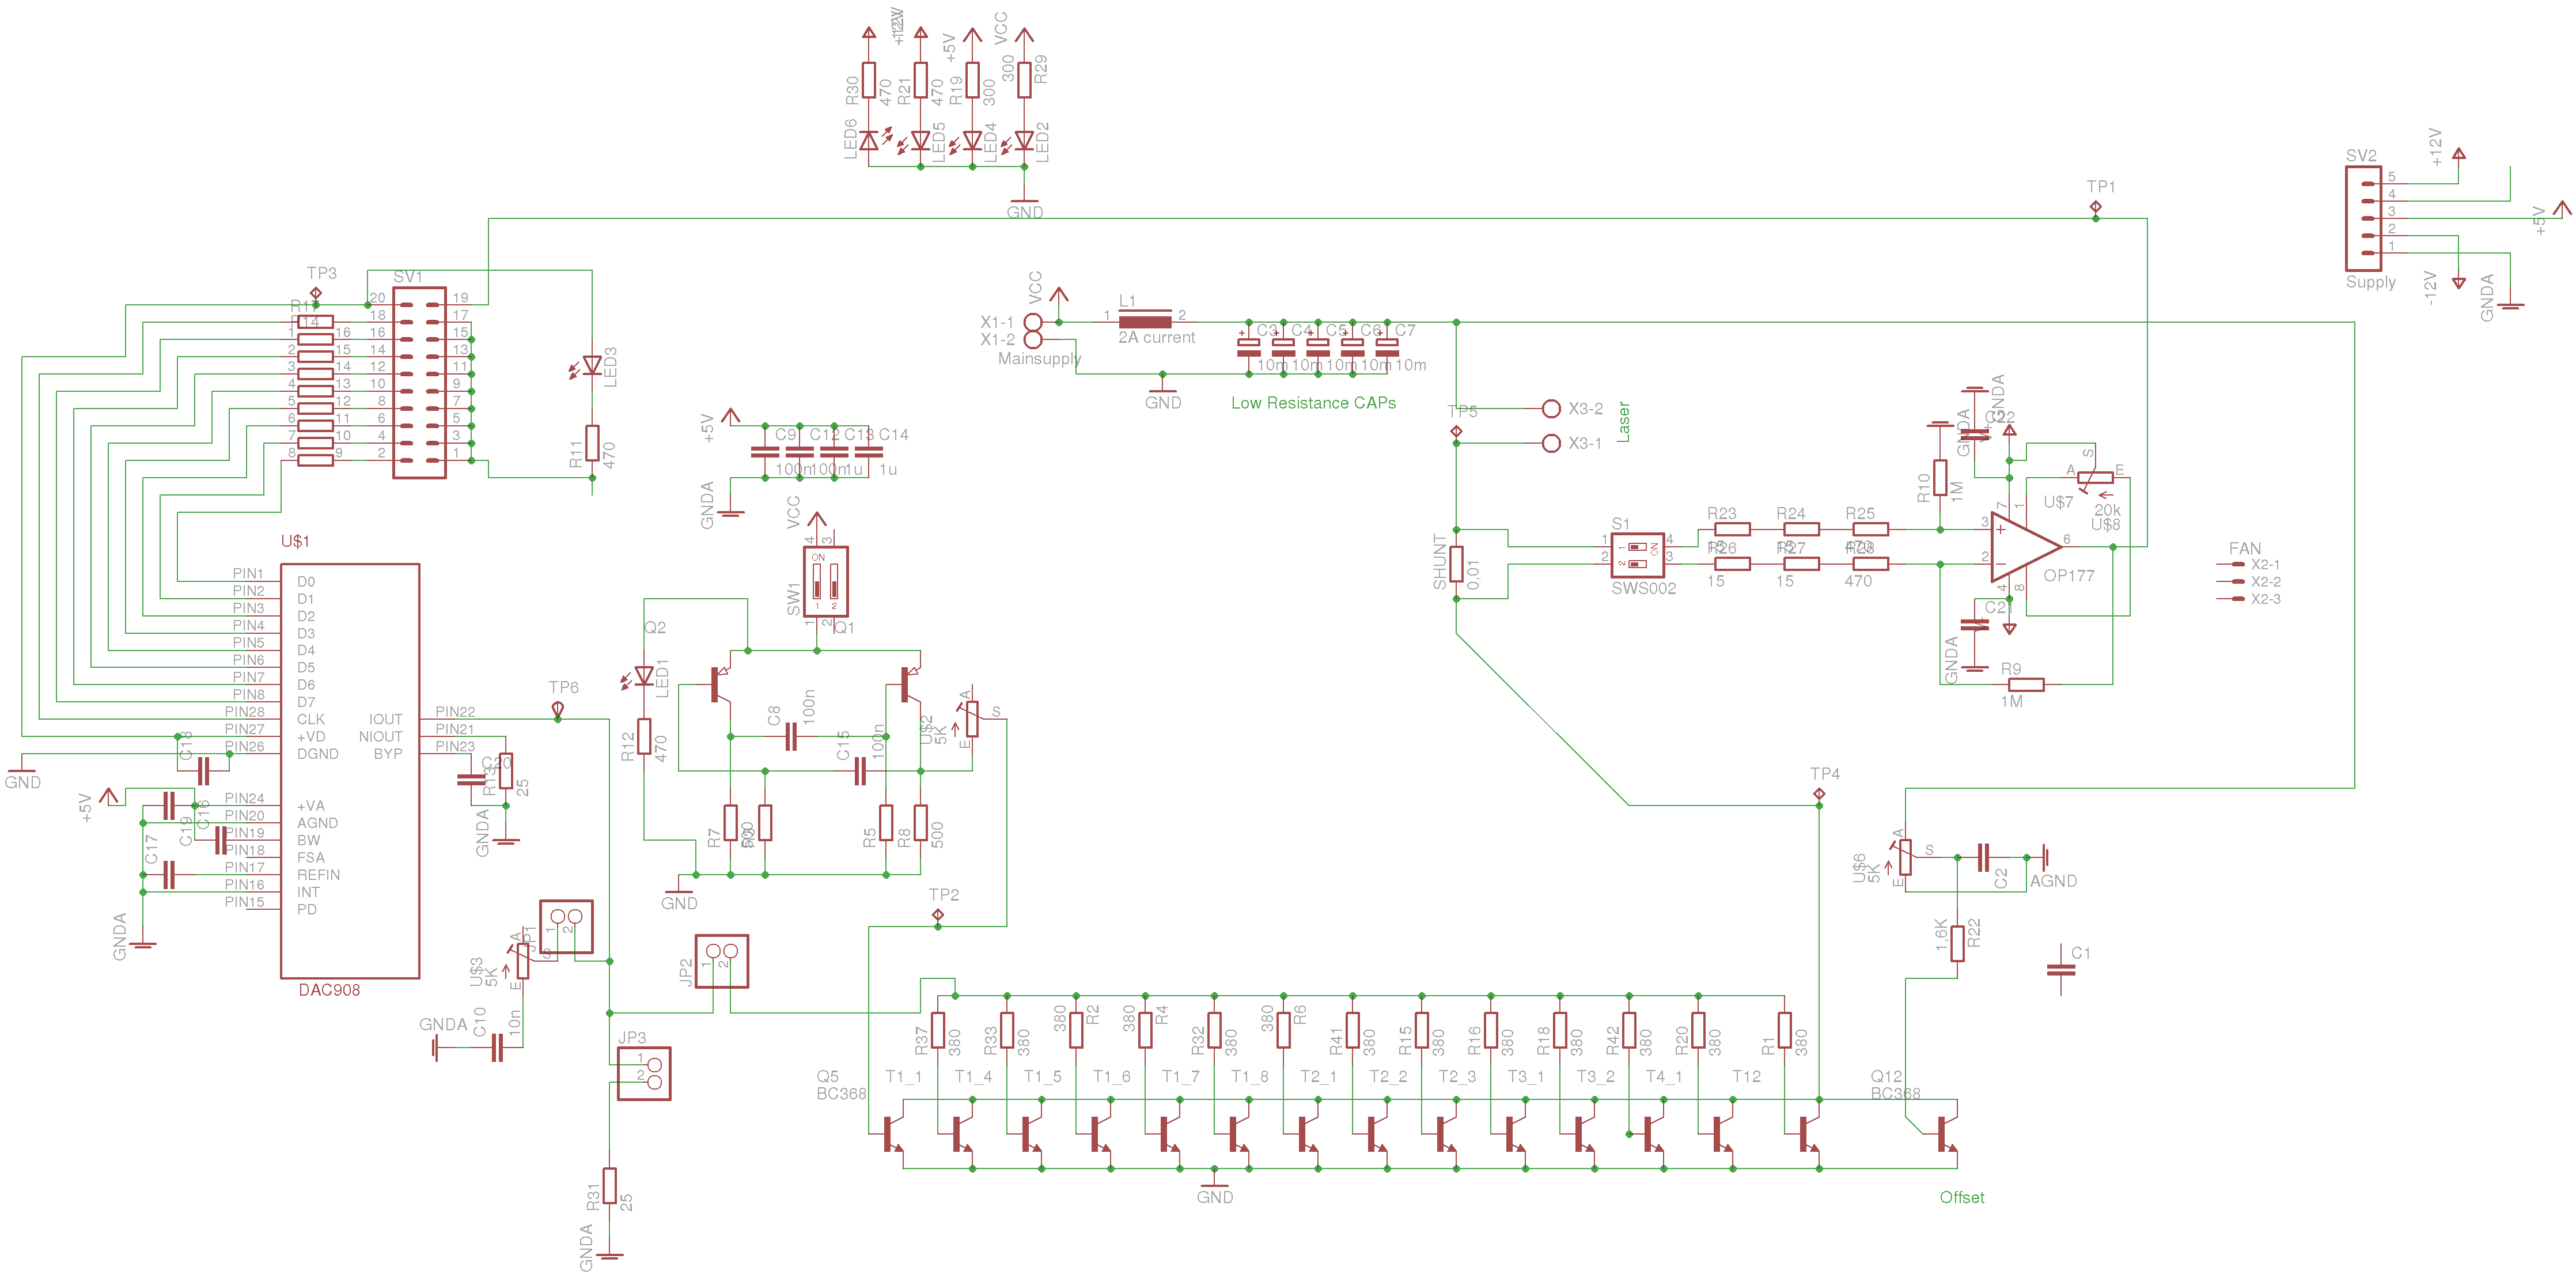 +12V
+5V
VCC
R30
470
R21
470
R19
300
300
R29
LED6
LED5
LED4
LED2
GND
TP1
SV2
5
4
3
2
1
Supply
+12V
+5V
-12V
GNDA
TP3
SV1
R17
R14
20
18
16
14
12
10
8
6
4
2
19
17
15
13
11
9
7
5
3
1
1
2
3
4
5
6
7
8
16
15
14
13
12
11
10
9
LED3
R11
470
VCC
X1-1
X1-2
Mainsupply
L1
1
2
2A current
C3
C4
C5
C6
C7
10m
10m
10m
10m
10m
GND
Low Resistance CAPs
TP5
X3-2
X3-1
Laser
+5V
C9
C12
C13
C14
100n
100n
1u
1u
GNDA
VCC
4
3
ON
SW1
1
2
1
2
SHUNT
0,01
S1
1
2
4
3
1
2
ON
SWS002
R23
R24
R25
15
15
470
R26
R27
R28
15
15
470
R10
1M
GNDA
GNDA
C22
3
2
7
1
6
4
8
A
S
E
U$7
20k
U$8
OP177
C21
GNDA
R9
1M
FAN
X2-1
X2-2
X2-3
U$1
PIN1
PIN2
PIN3
PIN4
PIN5
PIN6
PIN7
PIN8
PIN28
PIN27
PIN26
PIN24
PIN20
PIN19
PIN18
PIN17
PIN16
PIN15
D0
D1
D2
D3
D4
D5
D6
D7
CLK
+VD
DGND
+VA
AGND
BW
FSA
REFIN
INT
PD
IOUT
NIOUT
BYP
PIN22
PIN21
PIN23
DAC908
C18
GND
+5V
C16
C19
C17
GNDA
C20
R13
25
GNDA
TP6
Q2
Q1
LED1
R12
470
C8
100n
C15
100n
U$2
5K
A
S
E
R7
500
R5
R8
500
GND
TP2
JP1
1
2
U$3
5K
A
S
E
GNDA
C10
10n
JP2
1
2
JP3
1
2
R31
25
GNDA
TP4
U$6
5K
A
S
E
C2
AGND
1,6K
R22
C1
R37
380
R33
380
380
R2
380
R4
R32
380
380
R6
R41
380
R15
380
R16
380
R18
380
R42
380
R20
380
R1
380
Q5
BC368
T1_1
T1_4
T1_5
T1_6
T1_7
T1_8
T2_1
T2_2
T2_3
T3_1
T3_2
T4_1
T12
Q12
BC368
GND
Offset